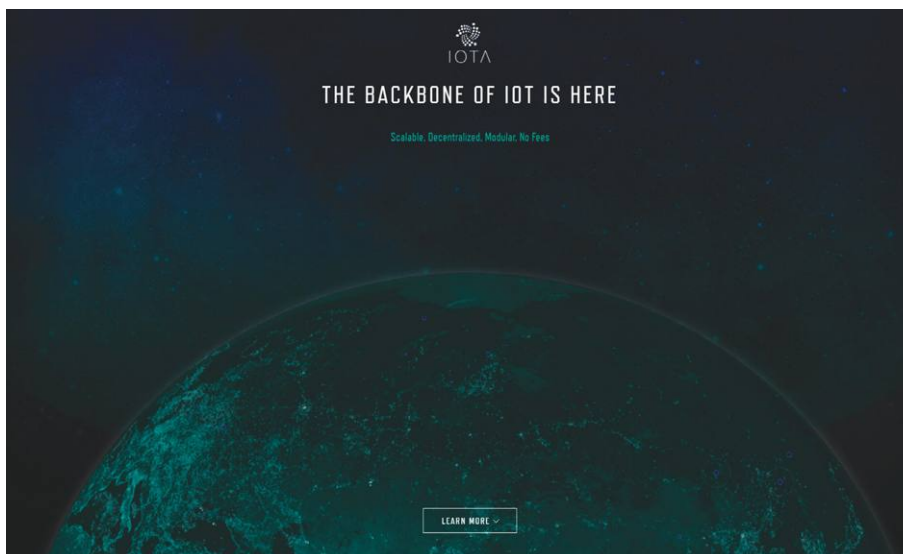 IOTA
THE BACKBONE OF IOT IS HERE
Scalable, Decentralized, Modular, No Fees
LEARN MORE